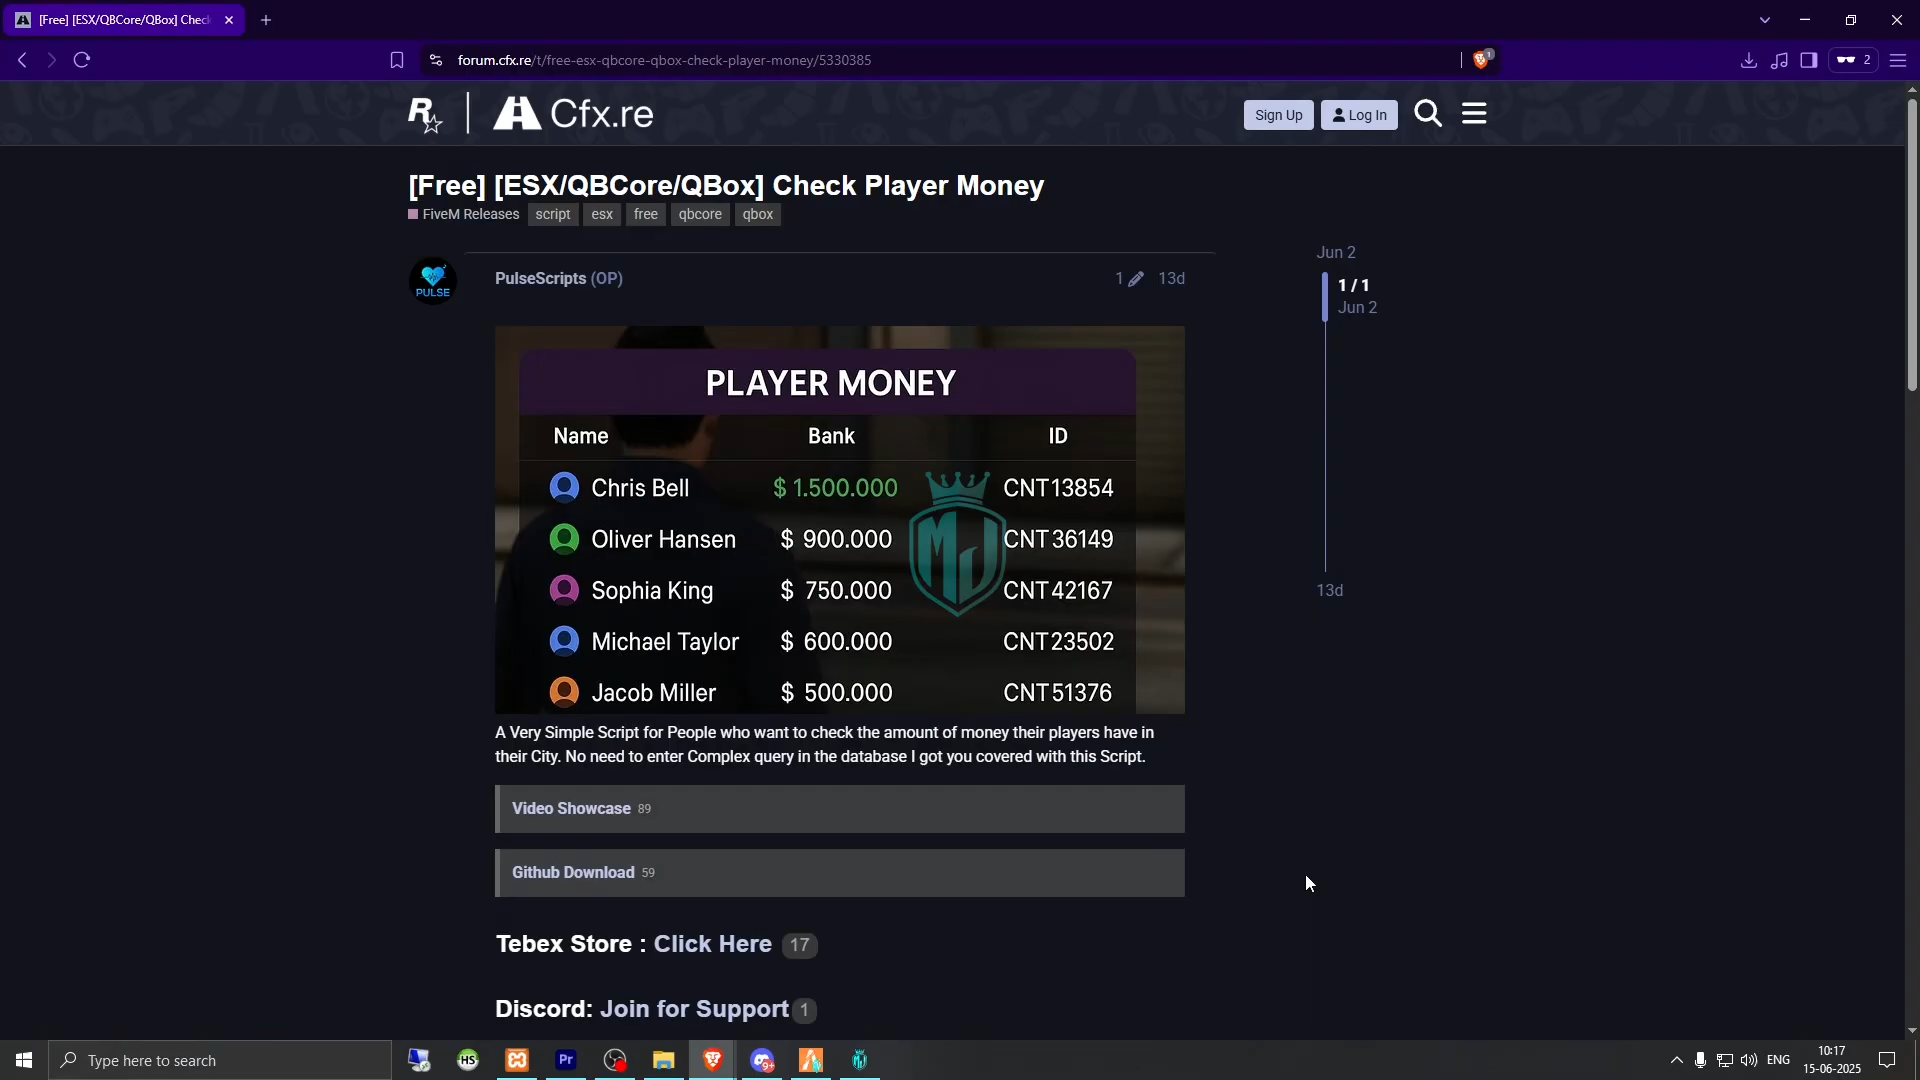 [Free] [ESX/QBCore/QBox] Chec
forum.cfx.re/t/free-esx-qbcore-qbox-check-player-money/5330385
1
2
R
Cfx.re
Sign Up
Log In
[Free] [ESX/QBCore/QBox] Check Player Money
FiveM Releases script esx free qbcore qbox
Jun 2
PULSE
PulseScripts (OP)
1 13d
1 / 1
Jun 2
PLAYER MONEY
Name Bank ID
Chris Bell $ 1.500.000 CNT13854
Oliver Hansen $ 900.000 CNT36149
MJ
Sophia King $ 750.000 CNT42167
13d
Michael Taylor $ 600.000 CNT23502
Jacob Miller $ 500.000 CNT51376
A Very Simple Script for People who want to check the amount of money their players have in
their City. No need to enter Complex query in the database I got you covered with this Script.
Video Showcase 89
Github Download 59
Tebex Store : Click Here 17
Discord: Join for Support 1
Type here to search
HS
Pr
9+
ENG
10:17
15-06-2025